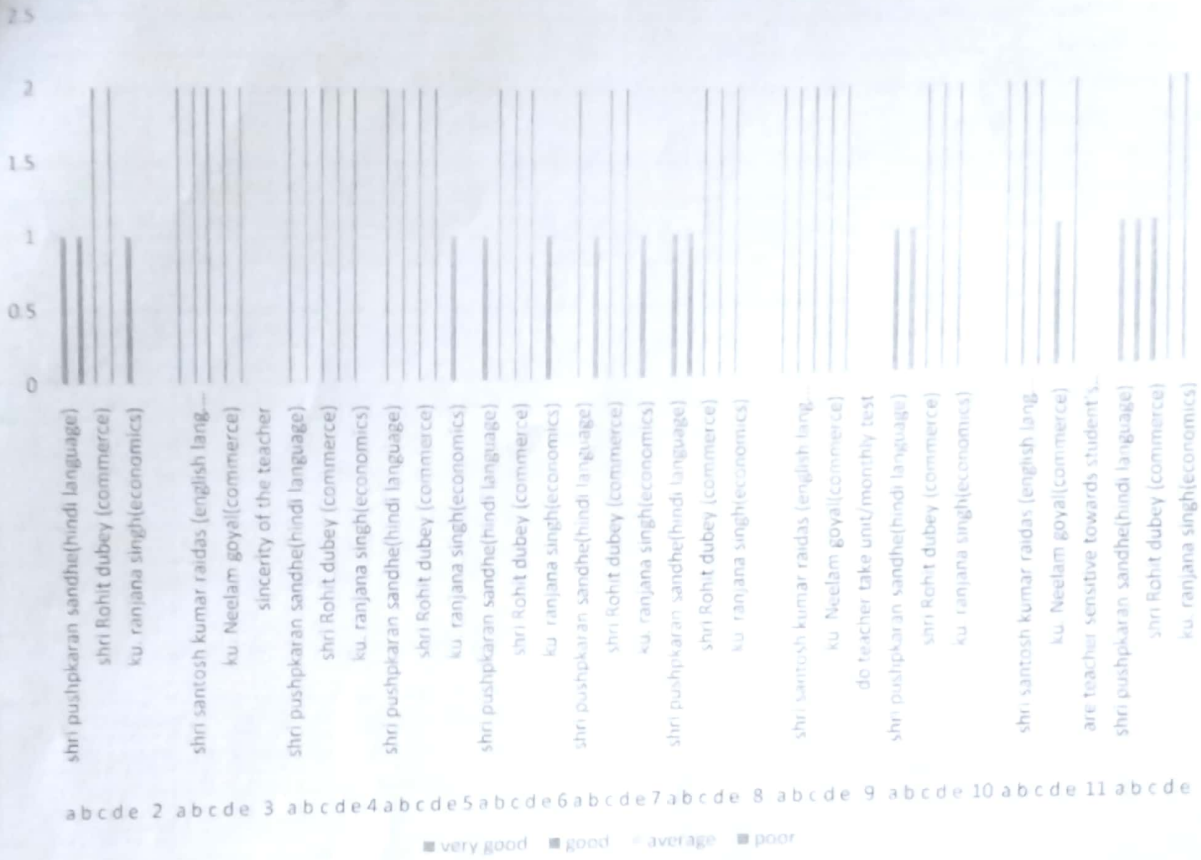 2.5
2
1.5
1
0.5
0
shri pushpkaran sandhe(hindi language)
shri Rohit dubey (commerce)
ku. ranjana singh(economics)
shri santosh kumar raidas (english lang...
ku. Neelam goyal(commerce)
sincerity of the teacher
shri pushpkaran sandhe(hindi language)
shri Rohit dubey (commerce)
ku. ranjana singh(economics)
shri pushpkaran sandhe(hindi language)
shri Rohit dubey (commerce)
ku. ranjana singh(economics)
shri pushpkaran sandhe(hindi language)
shri Rohit dubey (commerce)
ku. ranjana singh(economics)
shri pushpkaran sandhe(hindi language)
shri Rohit dubey (commerce)
ku. ranjana singh(economics)
shri pushpkaran sandhe(hindi language)
shri Rohit dubey (commerce)
ku. ranjana singh(economics)
shri santosh kumar raidas (english lang...
ku. Neelam goyal(commerce)
do teacher take unit/monthly test
shri pushpkaran sandhe(hindi language)
shri Rohit dubey (commerce)
ku. ranjana singh(economics)
shri santosh kumar raidas (english lang...
ku. Neelam goyal(commerce)
are teacher sensitive towards student's...
shri pushpkaran sandhe(hindi language)
shri Rohit dubey (commerce)
ku. ranjana singh(economics)
a b c d e 2 a b c d e 3 a b c d e 4 a b c d e 5 a b c d e 6 a b c d e 7 a b c d e 8 a b c d e 9 a b c d e 10 a b c d e 11 a b c d e
very good good average poor